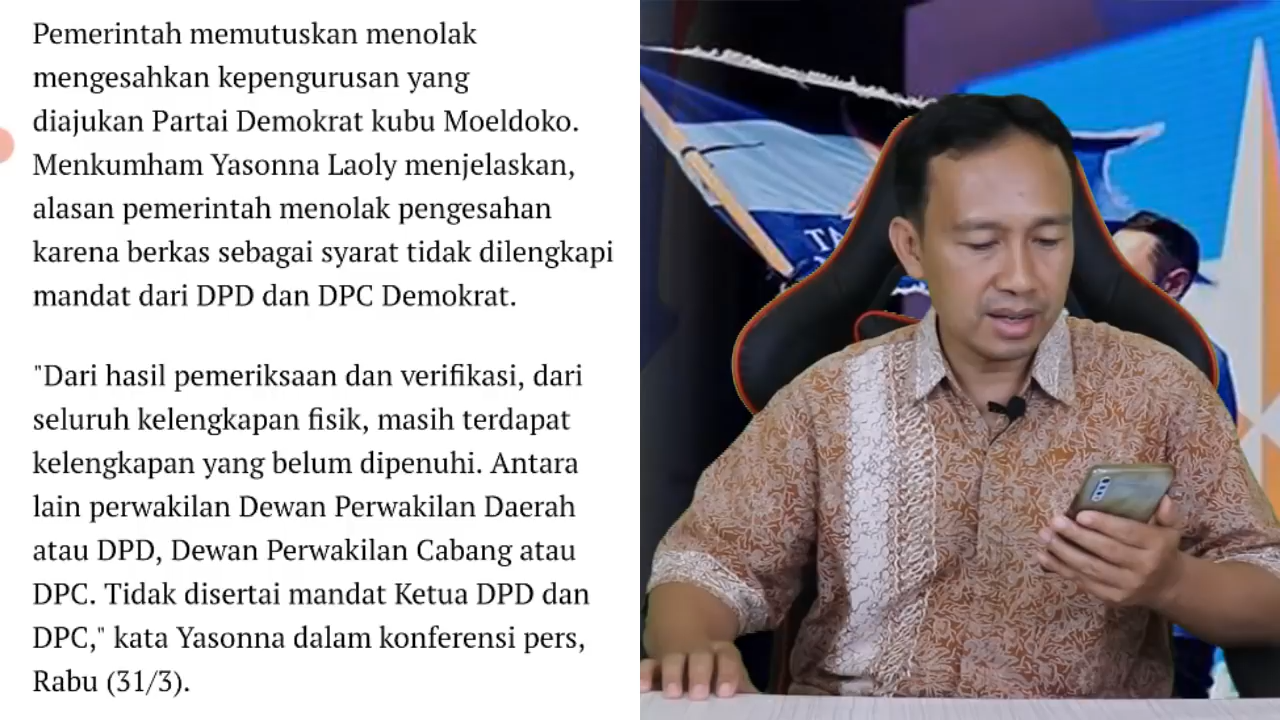 Pemerintah memutuskan menolak
mengesahkan kepengurusan yang
diajukan Partai Demokrat kubu Moeldoko.
Menkumham Yasonna Laoly menjelaskan,
alasan pemerintah menolak pengesahan
karena berkas sebagai syarat tidak dilengkapi
mandat dari DPD dan DPC Demokrat.
"Dari hasil pemeriksaan dan verifikasi, dari
seluruh kelengkapan fisik, masih terdapat
kelengkapan yang belum dipenuhi. Antara
lain perwakilan Dewan Perwakilan Daerah
atau DPD, Dewan Perwakilan Cabang atau
DPC. Tidak disertai mandat Ketua DPD dan
DPC," kata Yasonna dalam konferensi pers,
Rabu (31/3).